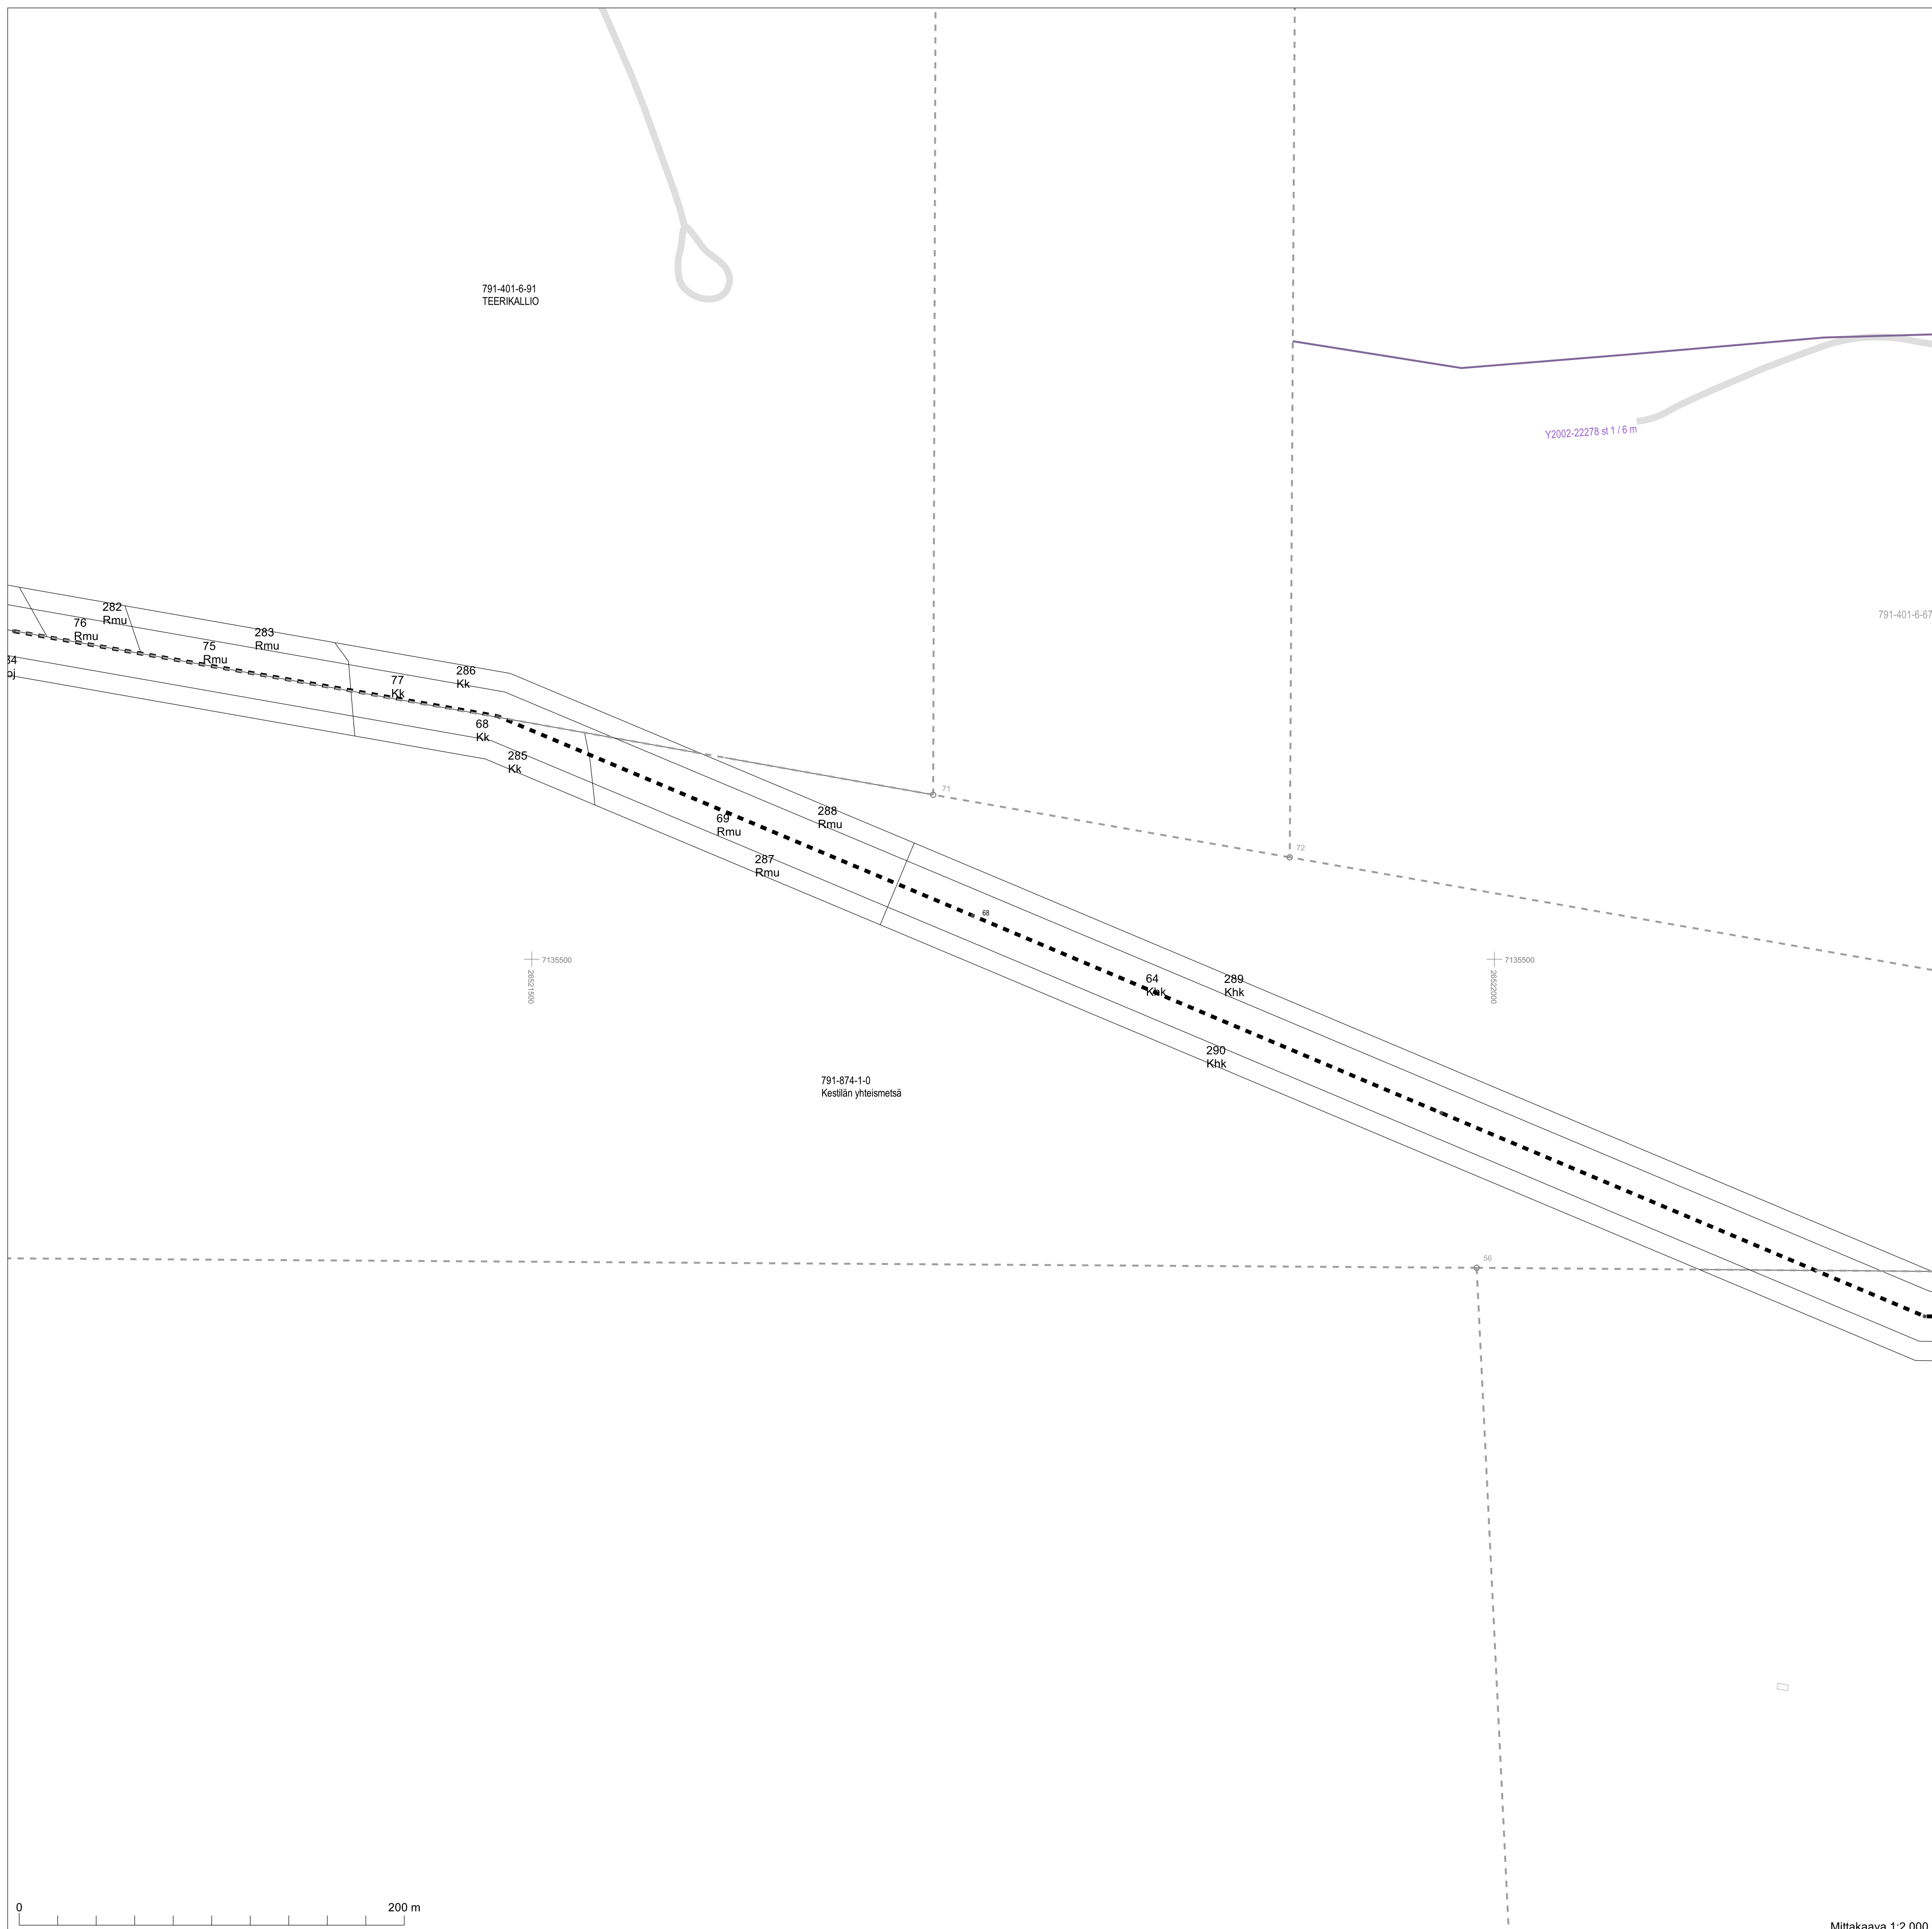 791-401-6-91
TEERIKALLIO
Y2002-22278 st 1 / 6 m
791-401-6-67
282
Rmu
76
Rmu
283
Rmu
75
Rmu
286
Kk
77
Kk
68
Kk
285
Kk
71
288
Rmu
69
Rmu
287
Rmu
72
68
7135500
26521500
7135500
26522000
64
Khk
289
Khk
290
Khk
791-874-1-0
Kestilän yhteismetsä
56
0
200 m
Mittakaava 1:2 000